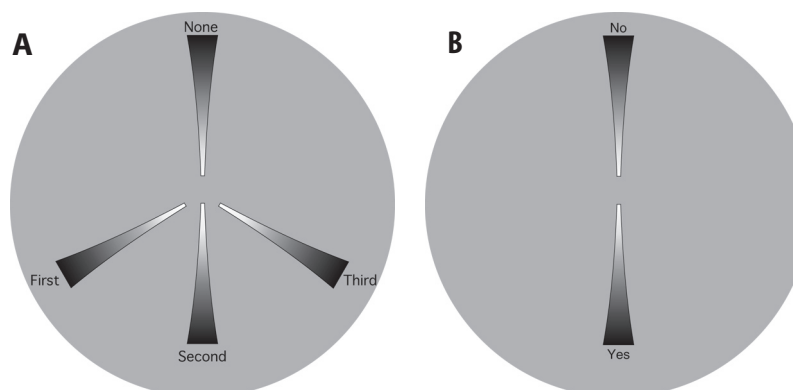 A
None
First
Third
Second
B
No
Yes